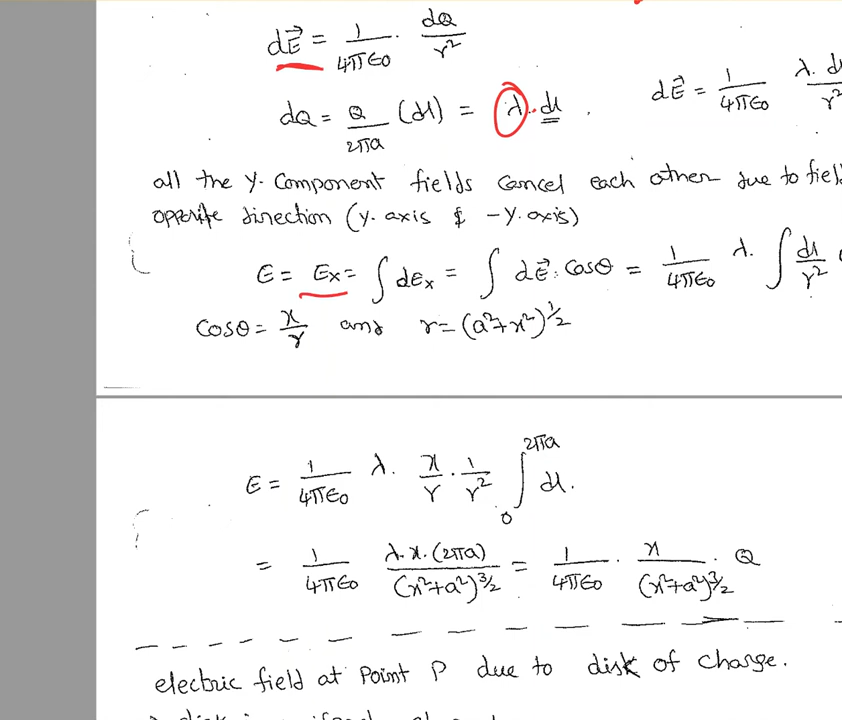 dE⃗ = 1/4πε₀ · dQ/r²
dQ = Q/2πa (dl) = λ · dl . dE⃗ = 1/4πε₀ λ. dl/r²
all the y. component fields cancel each other due to
opposite direction (y. axis & -y. axis)
E = Ex = ∫ dEx = ∫ dE⃗. cosθ = 1/4πε₀ λ. ∫ dl/r²
cosθ = x/r and r = (a²+x²)^1/2
E = 1/4πε₀ λ. x/r · 1/r² ∫₀^2πa dl.
= 1/4πε₀ λ.x.(2πa)/(x²+a²)^3/2 = 1/4πε₀ · x/(x²+a²)^3/2 · Q
electric field at point P due to disk of charge.